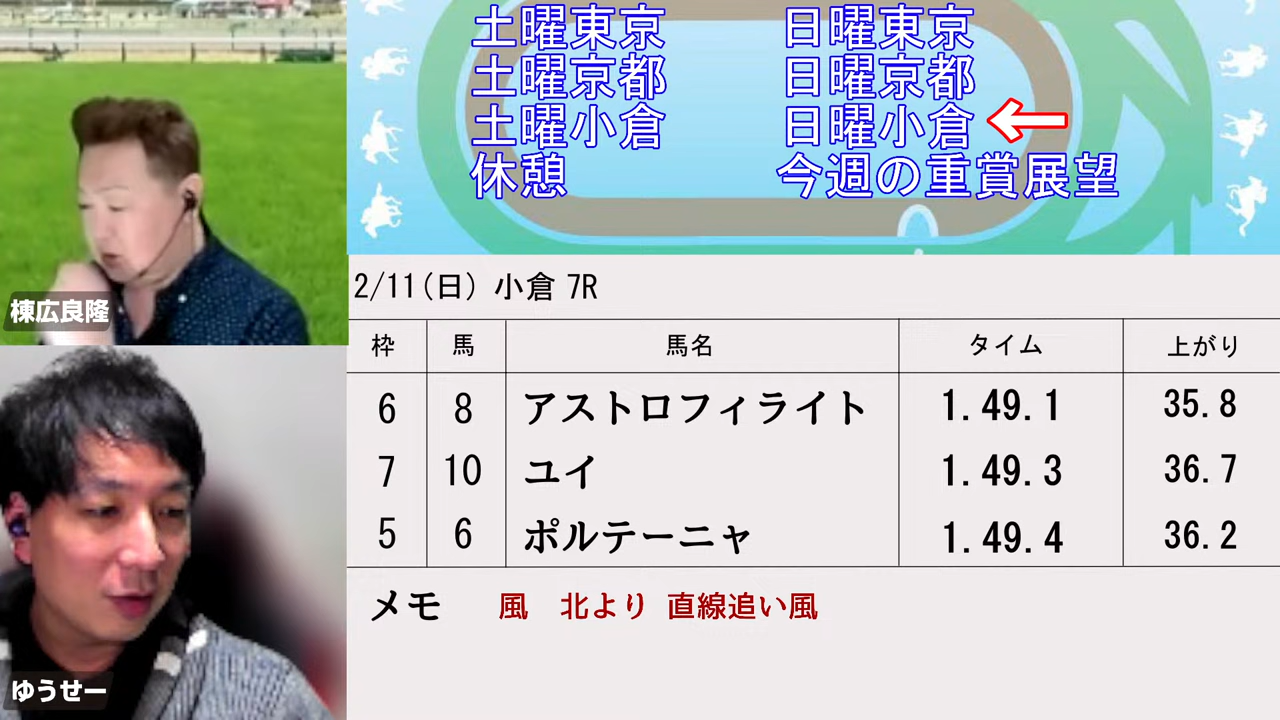 土曜東京 日曜東京
土曜京都 日曜京都
土曜小倉 日曜小倉
休憩 今週の重賞展望
棟広良隆
ゆうせー
2/11(日) 小倉 7R
枠 馬 馬名 タイム 上がり
6 8 アストロフィライト 1.49.1 35.8
7 10 ユイ 1.49.3 36.7
5 6 ポルテーニャ 1.49.4 36.2
メモ 風 北より 直線追い風